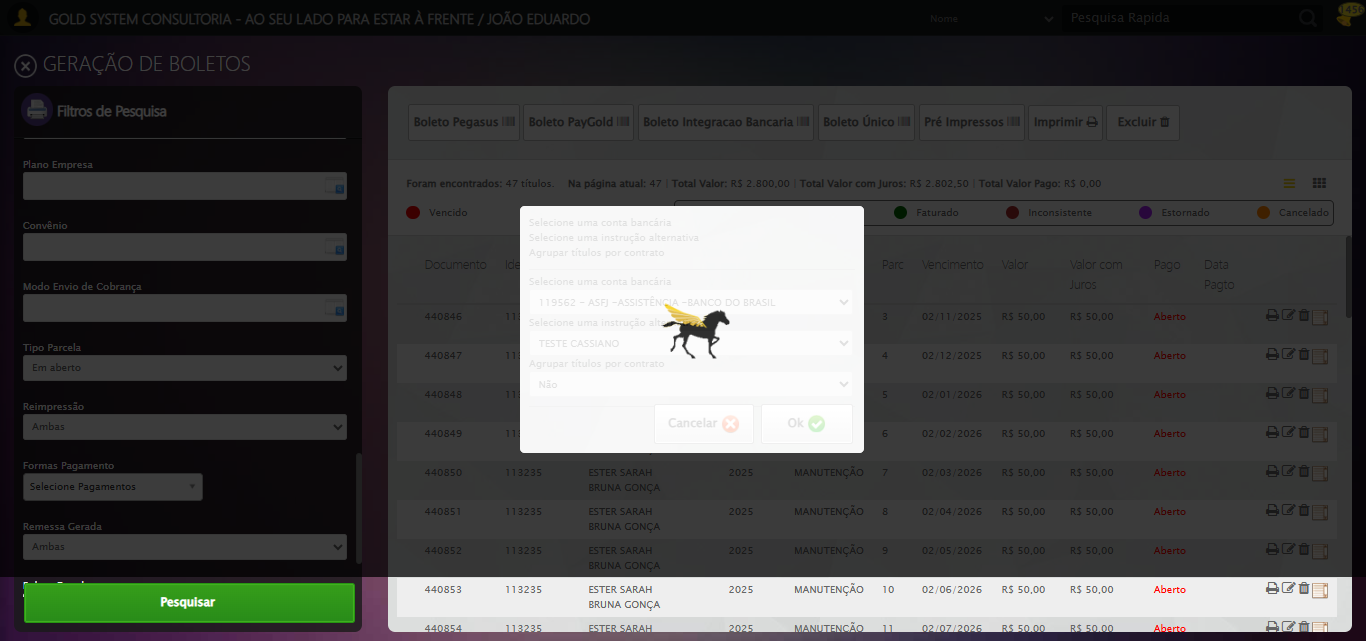 GOLD SYSTEM CONSULTORIA - AO SEU LADO PARA ESTAR À FRENTE / JOÃO EDUARDO
Nome
Pesquisa Rapida
GERAÇÃO DE BOLETOS
Filtros de Pesquisa
Plano Empresa
Convênio
Modo Envio de Cobrança
Tipo Parcela
Em aberto
Reimpressão
Ambas
Formas Pagamento
Selecione Pagamentos
Remessa Gerada
Ambas
Pesquisar
Boleto Pegasus
Boleto PayGold
Boleto Integracao Bancaria
Boleto Único
Pré Impressos
Imprimir
Excluir
Foram encontrados: 47 títulos. Na página atual: 47 | Total Valor: R$ 2.800,00 | Total Valor com Juros: R$ 2.802,50 | Total Valor Pago: R$ 0,00
Vencido
Faturado
Inconsistente
Estornado
Cancelado
Selecione uma conta bancária
Selecione uma instrução alternativa
Agrupar títulos por contrato
Selecione uma conta bancária
119562 - ASFJ -ASSISTÊNCIA -BANCO DO BRASIL
Selecione uma instrução
TESTE CASSIANO
Agrupar títulos por contrato
Não
Cancelar
Ok
Documento Parc Vencimento Valor Valor com Juros Pago Data Pagto
440846 3 02/11/2025 R$ 50,00 R$ 50,00 Aberto
440847 4 02/12/2025 R$ 50,00 R$ 50,00 Aberto
440848 5 02/01/2026 R$ 50,00 R$ 50,00 Aberto
440849 6 02/02/2026 R$ 50,00 R$ 50,00 Aberto
440850 113235 ESTER SARAH 2025 MANUTENÇÃO 7 02/03/2026 R$ 50,00 R$ 50,00 Aberto
BRUNA GONÇA
440851 113235 ESTER SARAH 2025 MANUTENÇÃO 8 02/04/2026 R$ 50,00 R$ 50,00 Aberto
BRUNA GONÇA
440852 113235 ESTER SARAH 2025 MANUTENÇÃO 9 02/05/2026 R$ 50,00 R$ 50,00 Aberto
BRUNA GONÇA
440853 113235 ESTER SARAH 2025 MANUTENÇÃO 10 02/06/2026 R$ 50,00 R$ 50,00 Aberto
BRUNA GONÇA
440854 113235 ESTER SARAH 2025 MANUTENÇÃO 11 02/07/2026 R$ 50,00 R$ 50,00 Aberto